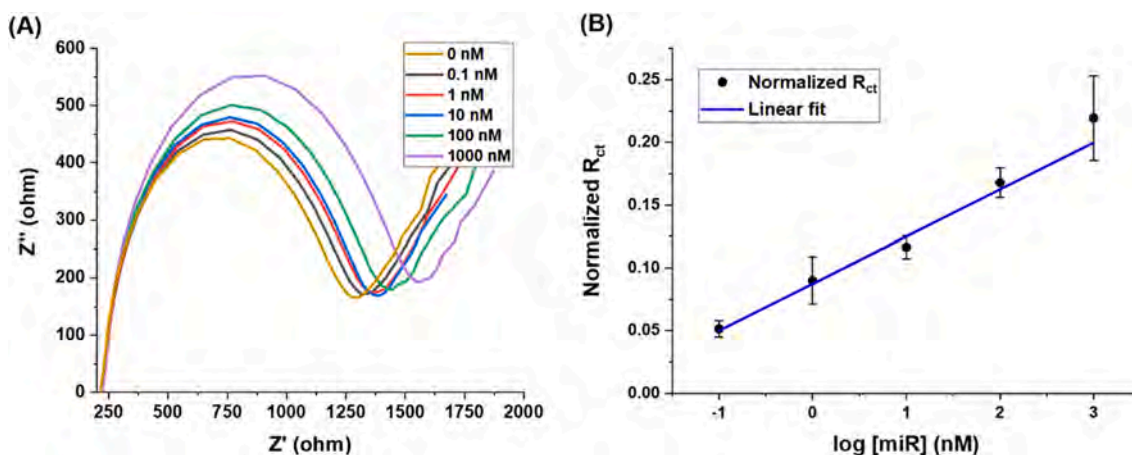 (A)
600
500
400
300
200
100
0
Z'' (ohm)
250 500 750 1000 1250 1500 1750 2000
Z' (ohm)
0 nM
0.1 nM
1 nM
10 nM
100 nM
1000 nM
(B)
0.25
0.20
0.15
0.10
0.05
0.00
Normalized Rct
Normalized Rct
Linear fit
-1 0 1 2 3
log [miR] (nM)